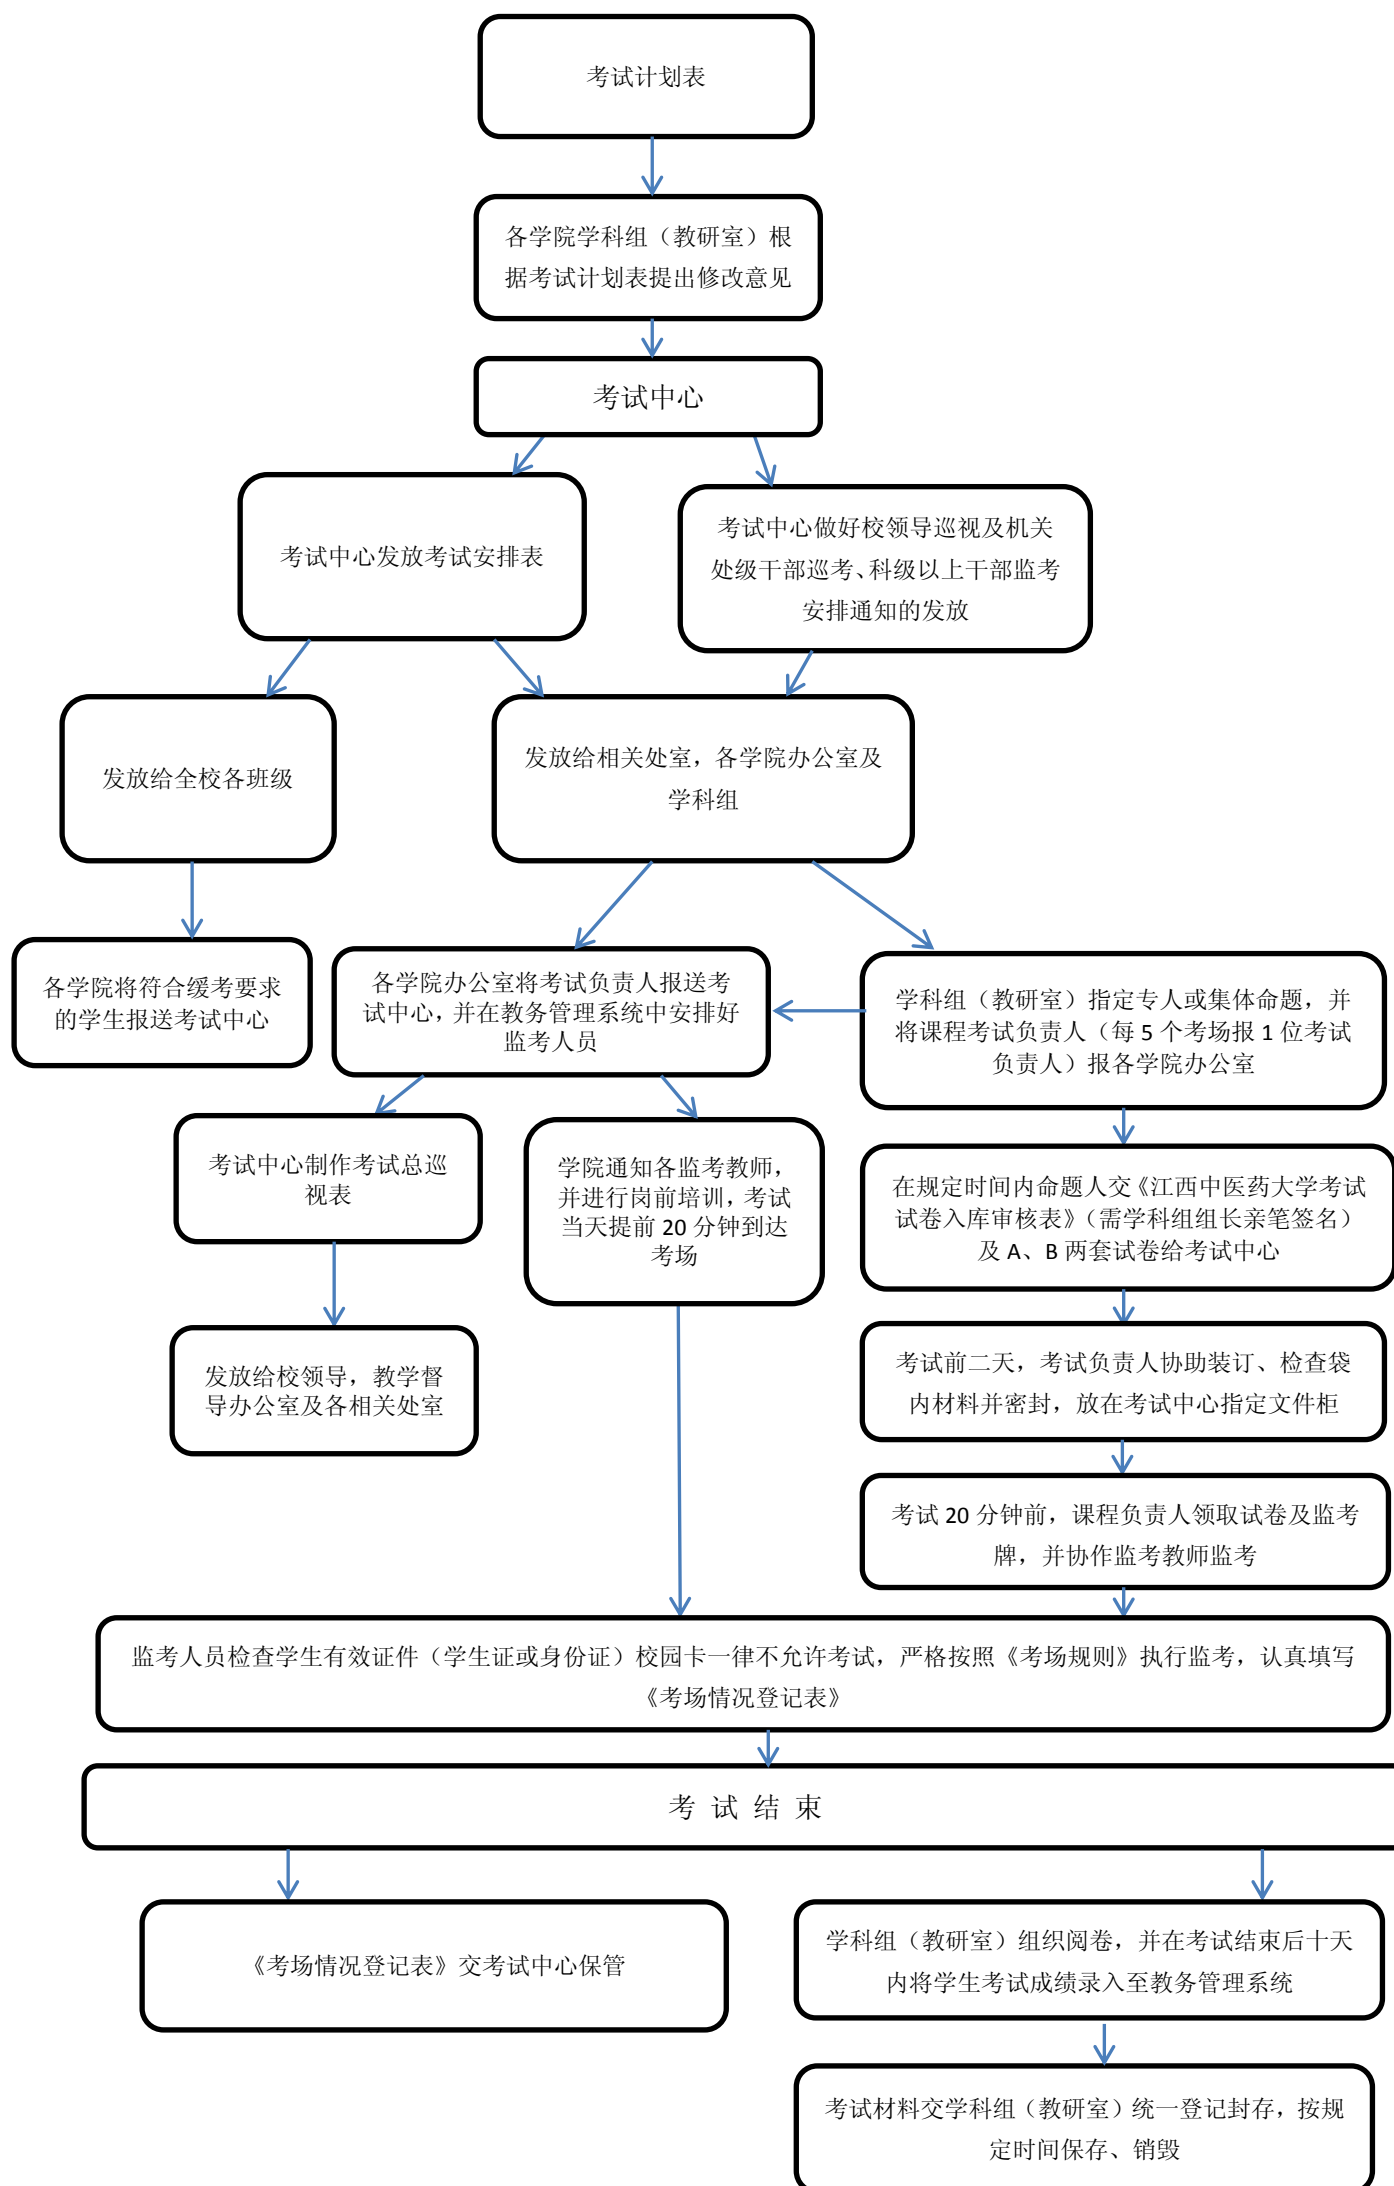 考试计划表
各学院学科组（教研室）根
据考试计划表提出修改意见
考试中心
考试中心发放考试安排表
考试中心做好校领导巡视及机关
处级干部巡考、科级以上干部监考
安排通知的发放
发放给全校各班级
发放给相关处室，各学院办公室及
学科组
各学院将符合缓考要求
的学生报送考试中心
各学院办公室将考试负责人报送考
试中心，并在教务管理系统中安排好
监考人员
学科组（教研室）指定专人或集体命题，并
将课程考试负责人（每 5 个考场报 1 位考试
负责人）报各学院办公室
考试中心制作考试总巡
视表
学院通知各监考教师，
并进行岗前培训，考试
当天提前 20 分钟到达
考场
在规定时间内命题人交《江西中医药大学考试
试卷入库审核表》（需学科组组长亲笔签名）
及 A、B 两套试卷给考试中心
发放给校领导，教学督
导办公室及各相关处室
考试前二天，考试负责人协助装订、检查袋
内材料并密封，放在考试中心指定文件柜
考试 20 分钟前，课程负责人领取试卷及监考
牌，并协作监考教师监考
监考人员检查学生有效证件（学生证或身份证）校园卡一律不允许考试，严格按照《考场规则》执行监考，认真填写
《考场情况登记表》
考 试 结 束
《考场情况登记表》交考试中心保管
学科组（教研室）组织阅卷，并在考试结束后十天
内将学生考试成绩录入至教务管理系统
考试材料交学科组（教研室）统一登记封存，按规
定时间保存、销毁